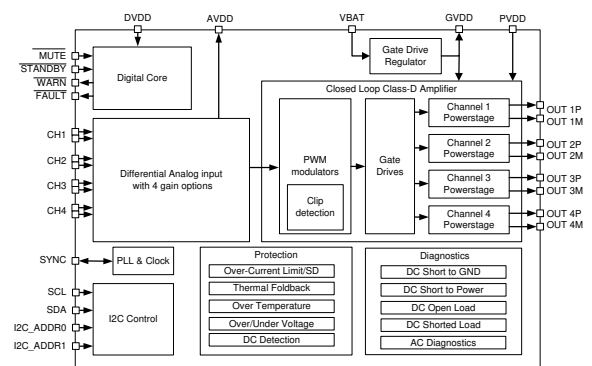 DVDD
AVDD
VBAT
GVDD
PVDD
MUTE
STANDBY
WARN
FAULT
Digital Core
Gate Drive
Regulator
Closed Loop Class-D Amplifier
CH1
CH2
CH3
CH4
Differential Analog input
with 4 gain options
PWM
modulators
Clip
detection
Gate
Drives
Channel 1
Powerstage
Channel 2
Powerstage
Channel 3
Powerstage
Channel 4
Powerstage
OUT 1P
OUT 1M
OUT 2P
OUT 2M
OUT 3P
OUT 3M
OUT 4P
OUT 4M
SYNC
PLL & Clock
SCL
SDA
I2C_ADDR0
I2C_ADDR1
I2C Control
Protection
Over-Current Limit/SD
Thermal Foldback
Over Temperature
Over/Under Voltage
DC Detection
Diagnostics
DC Short to GND
DC Short to Power
DC Open Load
DC Shorted Load
AC Diagnostics